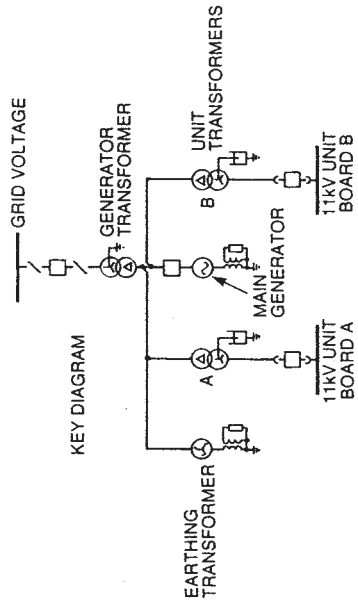 GRID VOLTAGE
GENERATOR
TRANSFORMER
KEY DIAGRAM
UNIT
TRANSFORMERS
A
B
MAIN
GENERATOR
EARTHING
TRANSFORMER
11kV UNIT
BOARD A
11kV UNIT
BOARD B